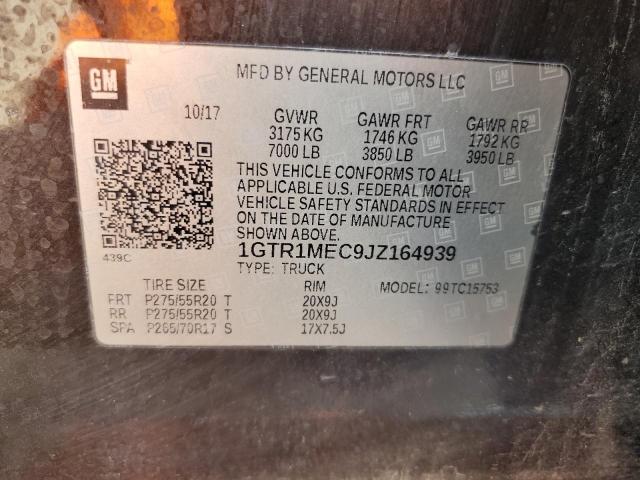 GM
MFD BY GENERAL MOTORS LLC
10/17 GVWR GAWR FRT GAWR RR
3175 KG 1746 KG 1792 KG
7000 LB 3850 LB 3950 LB
THIS VEHICLE CONFORMS TO ALL
APPLICABLE U.S. FEDERAL MOTOR
VEHICLE SAFETY STANDARDS IN EFFECT
ON THE DATE OF MANUFACTURE
SHOWN ABOVE.
439C 1GTR1MEC9JZ164939
TYPE: TRUCK
TIRE SIZE RIM MODEL: 99TC15753
FRT P275/55R20 T 20X9J
RR P275/55R20 T 20X9J
SPA P265/70R17 S 17X7.5J